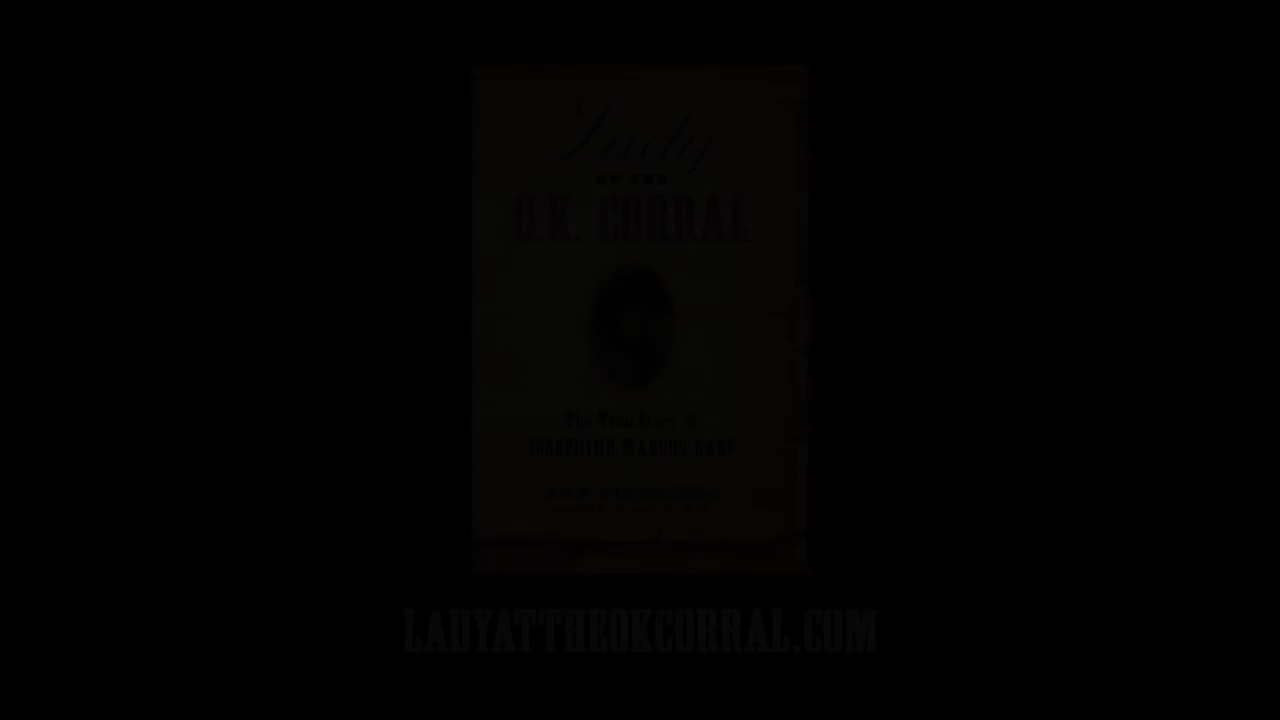 Lady
AT THE
O.K. CORRAL
The True Story of
JOSEPHINE MARCUS EARP
LADYATTHEOKCORRAL.COM